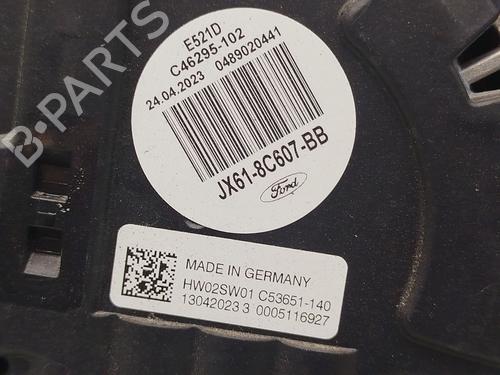 B-PARTS
E521D
C46295-102
24.04.2023 0489020441
JX61-8C607-BB
Ford
MADE IN GERMANY
HW02SW01 C53651-140
13042023 3 0005116927